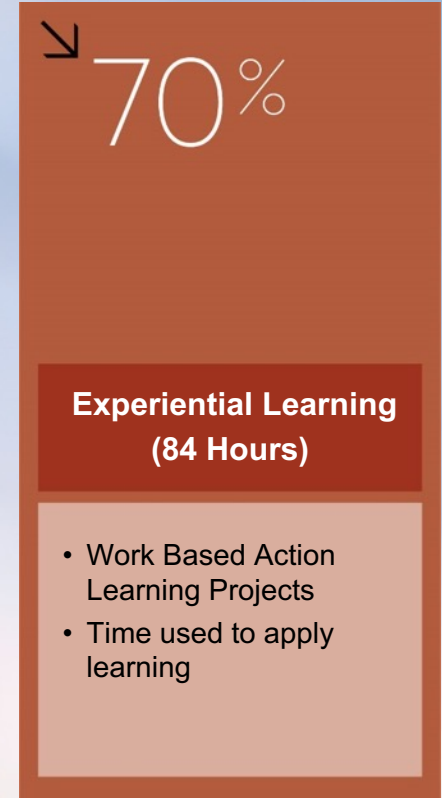 70%
Experiential Learning
(84 Hours)
• Work Based Action
Learning Projects
• Time used to apply
learning